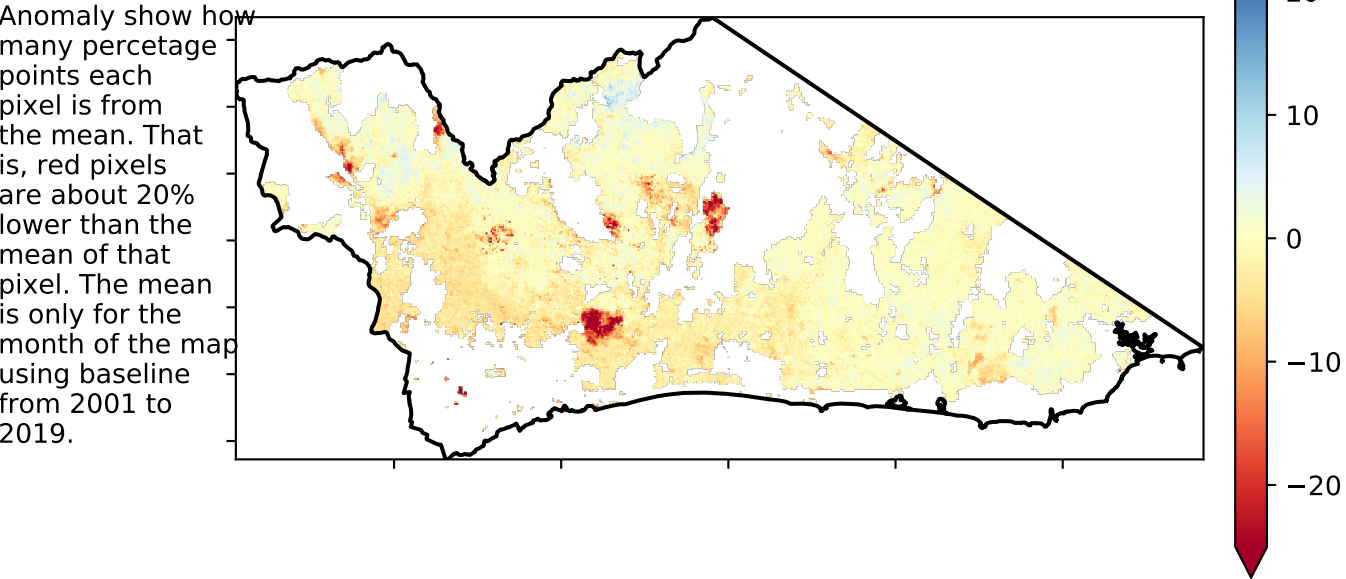 Anomaly show how
many percetage
points each
pixel is from
the mean. That
is, red pixels
are about 20%
lower than the
mean of that
pixel. The mean
is only for the
month of the map
using baseline
from 2001 to
2019.
10
0
−10
−20